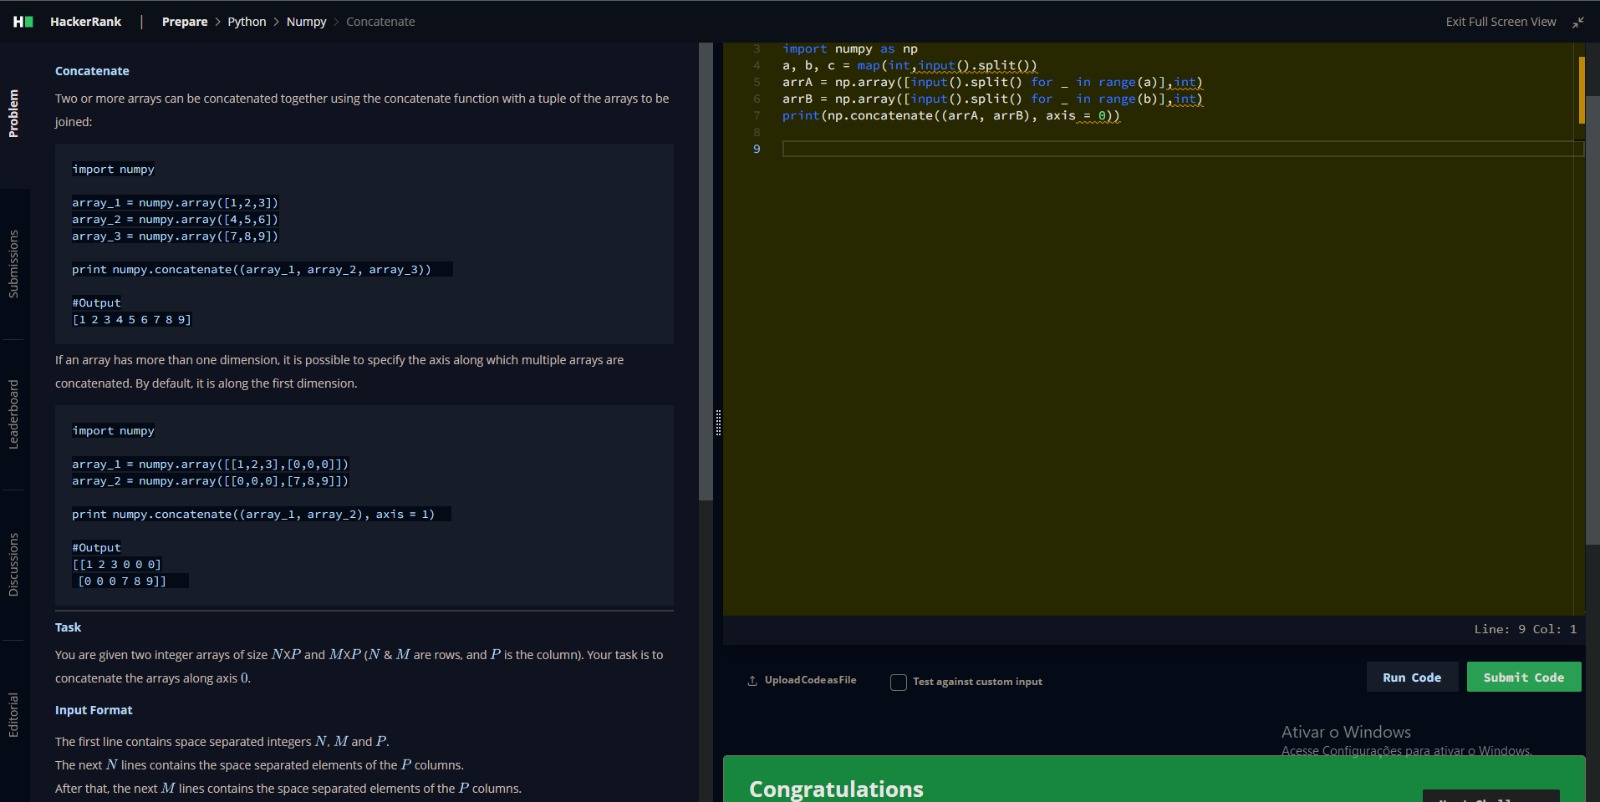 HackerRank | Prepare > Python > Numpy > Concatenate
Exit Full Screen View
Problem
Submissions
Leaderboard
Discussions
Editorial
Concatenate
Two or more arrays can be concatenated together using the concatenate function with a tuple of the arrays to be
joined:
import numpy
array_1 = numpy.array([1,2,3])
array_2 = numpy.array([4,5,6])
array_3 = numpy.array([7,8,9])
print numpy.concatenate((array_1, array_2, array_3))
#Output
[1 2 3 4 5 6 7 8 9]
If an array has more than one dimension, it is possible to specify the axis along which multiple arrays are
concatenated. By default, it is along the first dimension.
import numpy
array_1 = numpy.array([[1,2,3],[0,0,0]])
array_2 = numpy.array([[0,0,0],[7,8,9]])
print numpy.concatenate((array_1, array_2), axis = 1)
#Output
[[1 2 3 0 0 0]
[0 0 0 7 8 9]]
Task
You are given two integer arrays of size NXP and MXP (N & M are rows, and P is the column). Your task is to
concatenate the arrays along axis 0.
Input Format
The first line contains space separated integers N, M and P.
The next N lines contains the space separated elements of the P columns.
After that, the next M lines contains the space separated elements of the P columns.
3 import numpy as np
4 a, b, c = map(int,input().split())
5 arrA = np.array([input().split() for _ in range(a)],int)
6 arrB = np.array([input().split() for _ in range(b)],int)
7 print(np.concatenate((arrA, arrB), axis = 0))
8
9
Line: 9 Col: 1
Upload Code as File
Test against custom input
Run Code
Submit Code
Ativar o Windows
Acesse Configurações para ativar o Windows.
Congratulations